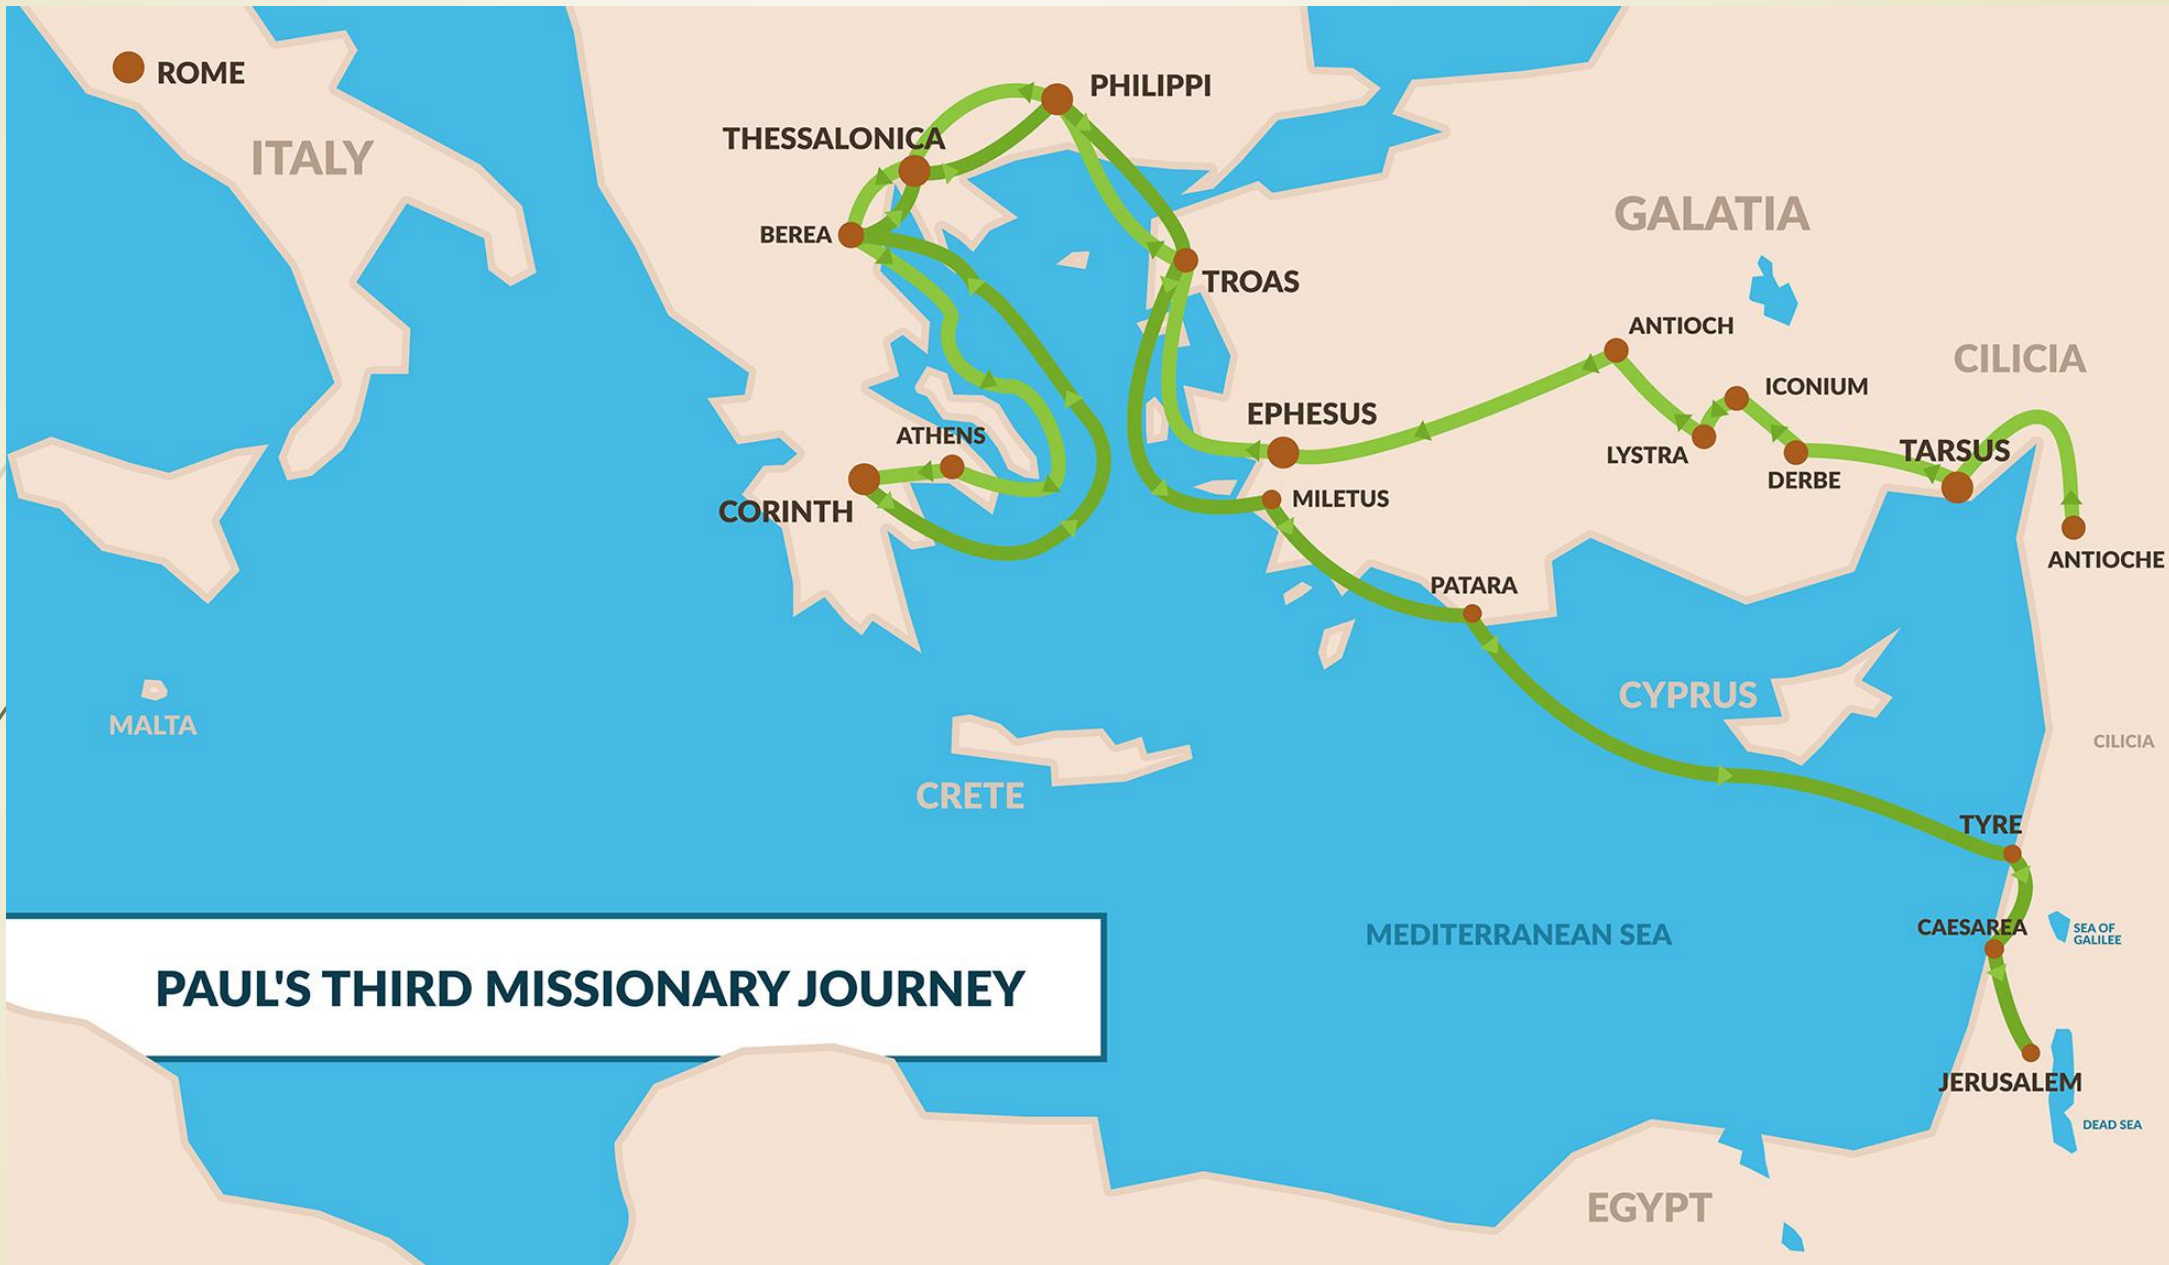 ROME
PHILIPPI
THESSALONICA
ITALY
GALATIA
BEREA
TROAS
ANTIOCH
CILICIA
ICONIUM
EPHESUS
ATHENS
LYSTRA
TARSUS
DERBE
MILETUS
CORINTH
ANTIOCHE
PATARA
CYPRUS
MALTA
CILICIA
CRETE
TYRE
CAESAREA
SEA OF
GALILEE
MEDITERRANEAN SEA
PAUL'S THIRD MISSIONARY JOURNEY
JERUSALEM
DEAD SEA
EGYPT